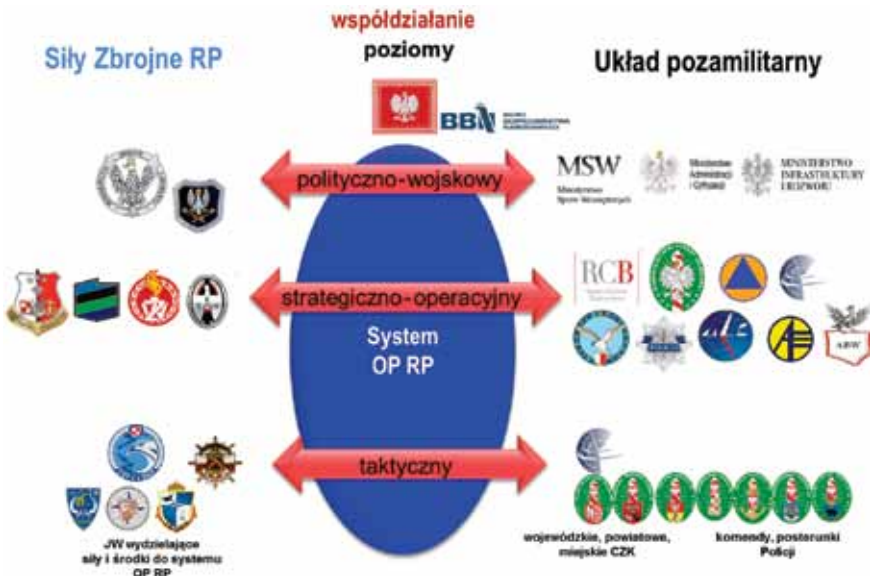 współdziałanie
poziomy
Siły Zbrojne RP
Układ pozamilitarny
BBN
polityczno-wojskowy
MSW
Ministerstwo
Spraw Wewnętrznych
Ministerstwo
Administracji
i Cyfryzacji
MINISTERSTWO
INFRASTRUKTURY
I ROZWOJU
strategiczno-operacyjny
RCB
System
OP RP
POLICJA
ABW
taktyczny
JW wydzielające
siły i środki do systemu
OP RP
wojewódzkie, powiatowe,
miejskie CZK
komendy, posterunki
Policji